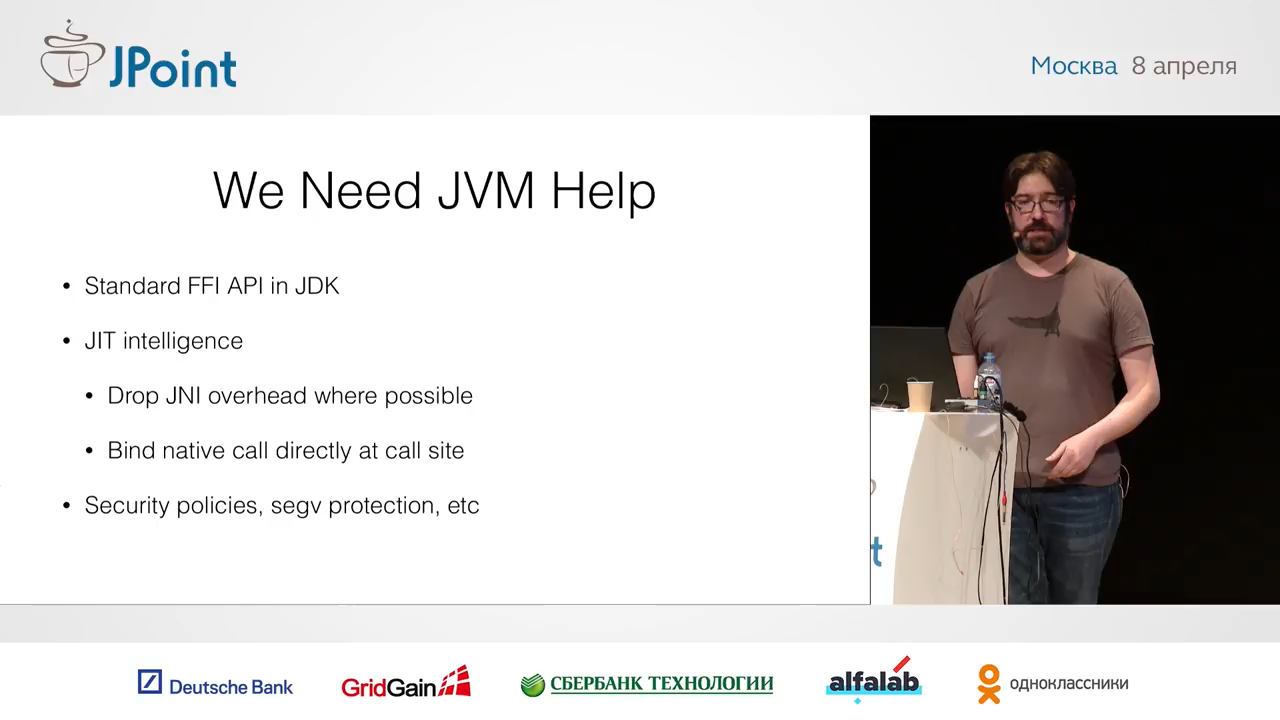 JPoint
Москва 8 апреля
We Need JVM Help
• Standard FFI API in JDK
• JIT intelligence
• Drop JNI overhead where possible
• Bind native call directly at call site
• Security policies, segv protection, etc
t
Deutsche Bank
GridGain
СБЕРБАНК ТЕХНОЛОГИИ
alfalab
одноклассники